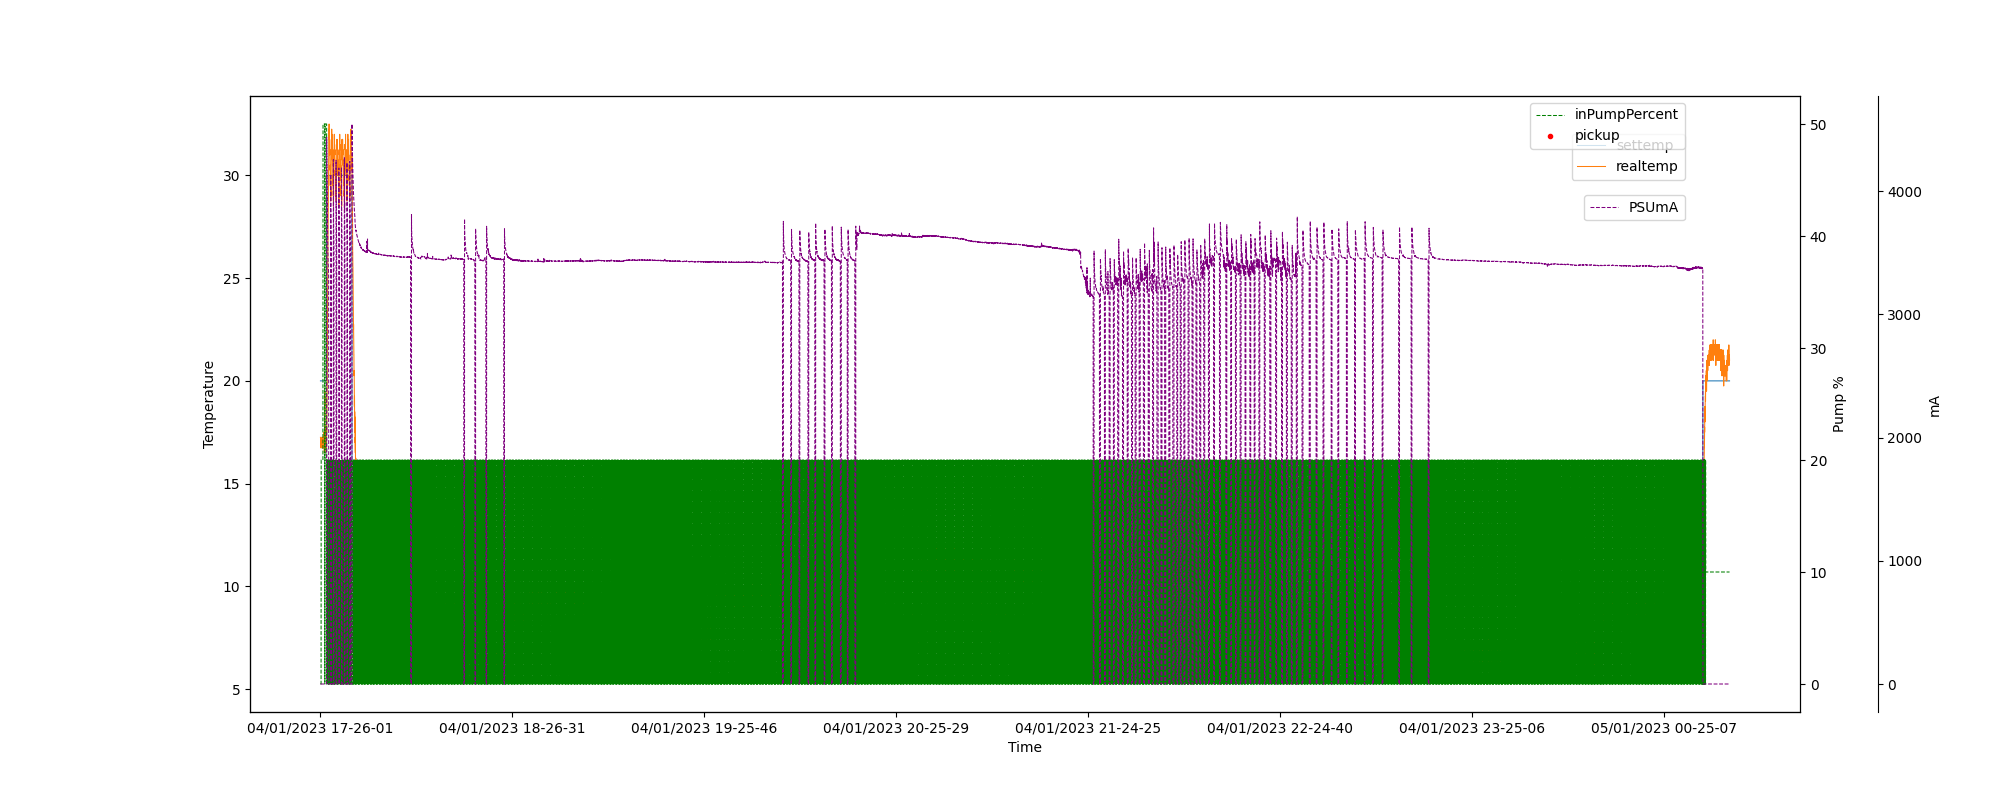 inPumpPercent
pickup
settemp
realtemp
PSUmA
Temperature
30
25
20
15
10
5
50
40
30
20
10
0
Pump %
4000
3000
2000
1000
0
mA
04/01/2023 17-26-01
04/01/2023 18-26-31
04/01/2023 19-25-46
04/01/2023 20-25-29
04/01/2023 21-24-25
04/01/2023 22-24-40
04/01/2023 23-25-06
05/01/2023 00-25-07
Time